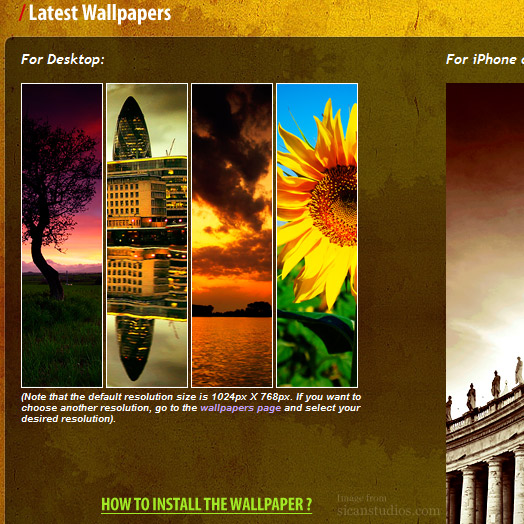 / Latest Wallpapers
For Desktop:
For iPhone
(Note that the default resolution size is 1024px X 768px. If you want to
choose another resolution, go to the wallpapers page and select your
desired resolution).
HOW TO INSTALL THE WALLPAPER ?
Image from
sicanstudios.com